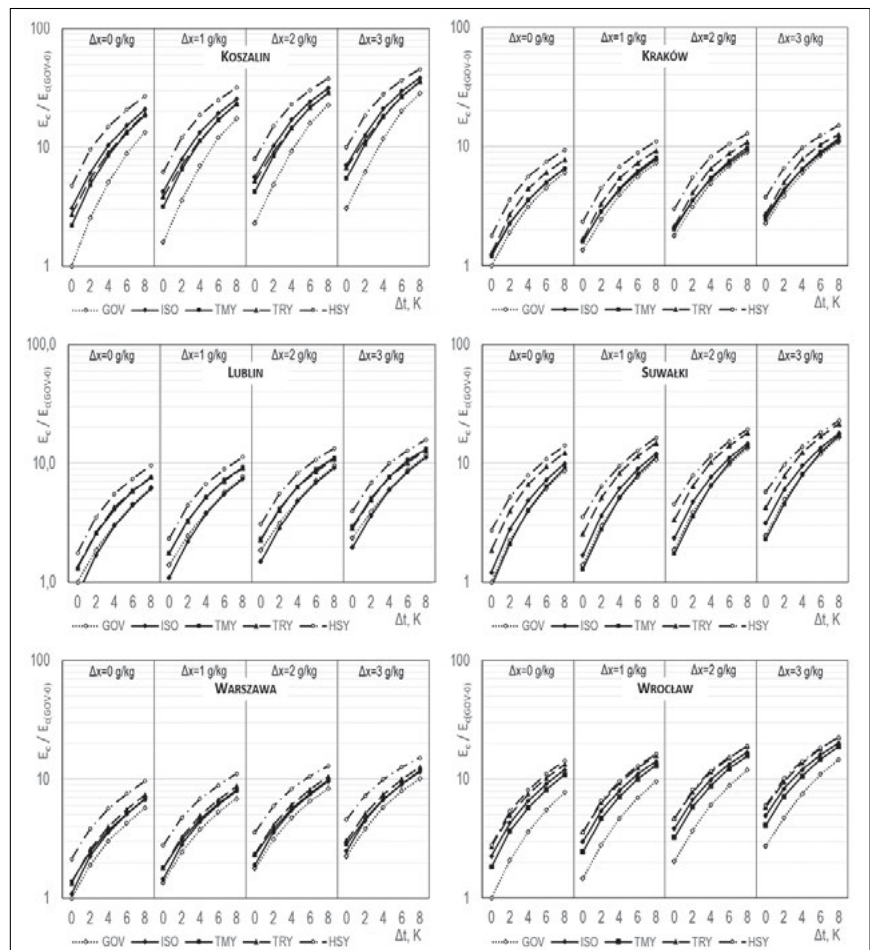 Δx=0 g/kg Δx=1 g/kg Δx=2 g/kg Δx=3 g/kg
KOSZALIN
E_c / E_c(GOV-0)
100
10
1
0 2 4 6 8 0 2 4 6 8 0 2 4 6 8 0 2 4 6 8
GOV ISO TMY TRY HSY Δt, K
Δx=0 g/kg Δx=1 g/kg Δx=2 g/kg Δx=3 g/kg
KRAKÓW
E_c / E_c(GOV-0)
100
10
1
0 2 4 6 8 0 2 4 6 8 0 2 4 6 8 0 2 4 6 8
GOV ISO TMY TRY HSY Δt, K
Δx=0 g/kg Δx=1 g/kg Δx=2 g/kg Δx=3 g/kg
LUBLIN
E_c / E_c(GOV-0)
100,0
10,0
1,0
0 2 4 6 8 0 2 4 6 8 0 2 4 6 8 0 2 4 6 8
GOV ISO TMY TRY HSY Δt, K
Δx=0 g/kg Δx=1 g/kg Δx=2 g/kg Δx=3 g/kg
SUWAŁKI
E_c / E_c(GOV-0)
100
10
1
0 2 4 6 8 0 2 4 6 8 0 2 4 6 8 0 2 4 6 8
GOV ISO TMY TRY HSY Δt, K
Δx=0 g/kg Δx=1 g/kg Δx=2 g/kg Δx=3 g/kg
WARSZAWA
E_c / E_c(GOV-0)
100
10
1
0 2 4 6 8 0 2 4 6 8 0 2 4 6 8 0 2 4 6 8
GOV ISO TMY TRY HSY Δt, K
Δx=0 g/kg Δx=1 g/kg Δx=2 g/kg Δx=3 g/kg
WROCŁAW
E_c / E_c(GOV-0)
100
10
1
0 2 4 6 8 0 2 4 6 8 0 2 4 6 8 0 2 4 6 8
GOV ISO TMY TRY HSY Δt, K